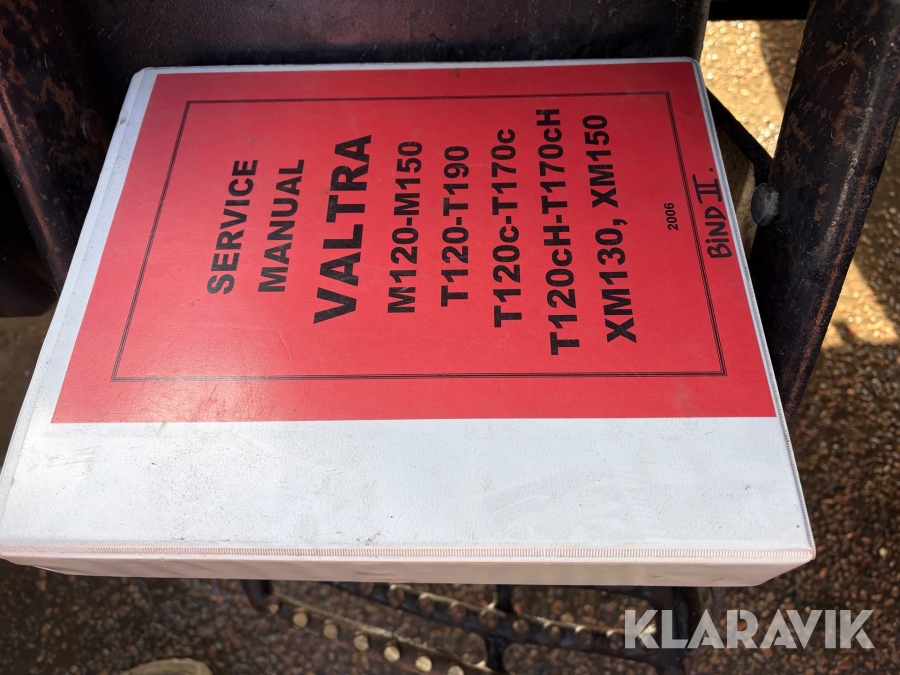 SERVICE
MANUAL
VALTRA
M120-M150
T120-T190
T120c-T170c
T120cH-T170cH
XM130, XM150
2006
BIND II.
KLARAVIK